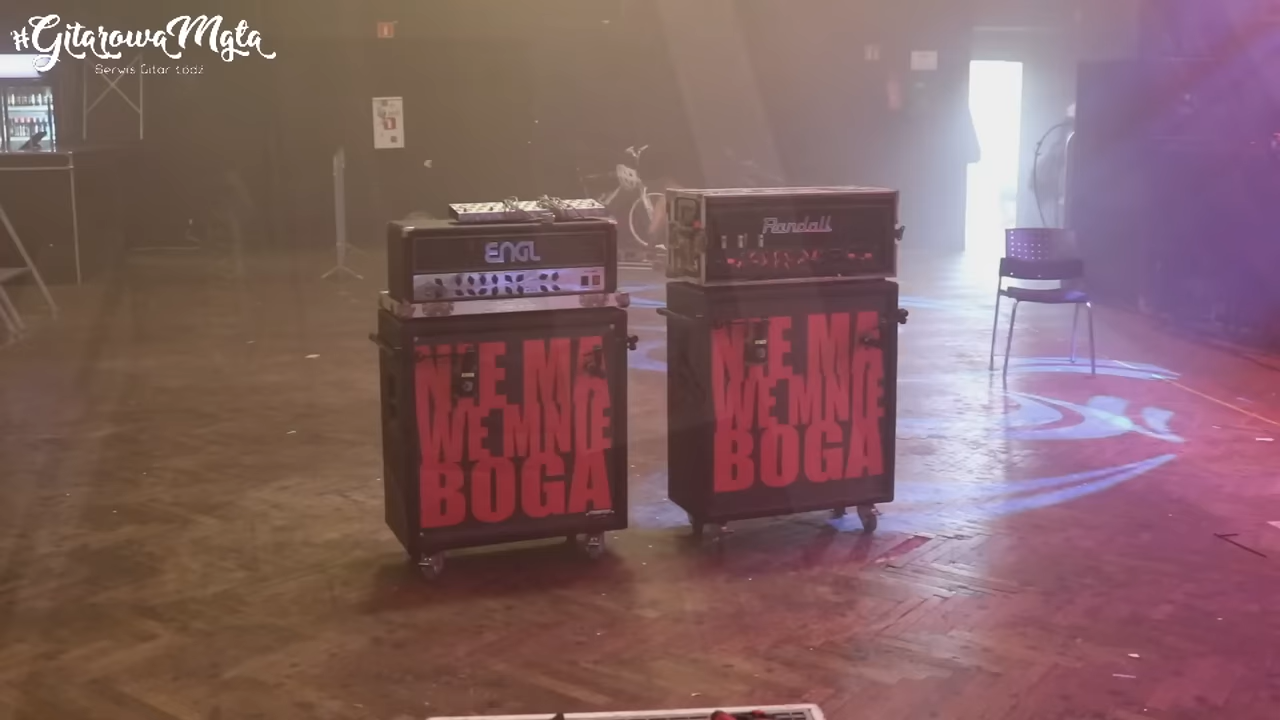 #GitarowaMgła
Serwis Gitar Łódź
ENGL
Randall
NIE MA
WE MNIE
BOGA
NIE MA
WE MNIE
BOGA